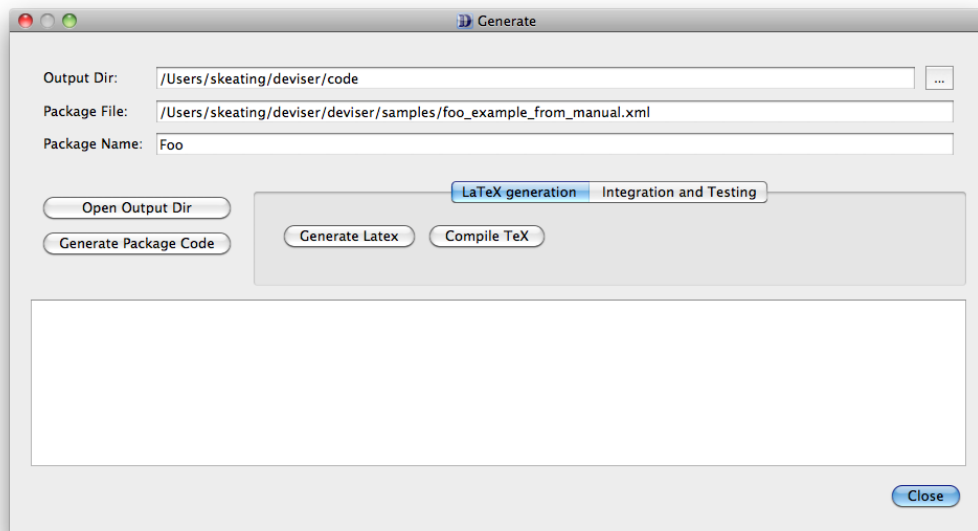 Generate
Output Dir: /Users/skeating/deviser/code ...
Package File: /Users/skeating/deviser/deviser/samples/foo_example_from_manual.xml
Package Name: Foo
LaTeX generation Integration and Testing
Open Output Dir
Generate Latex Compile TeX
Generate Package Code
Close